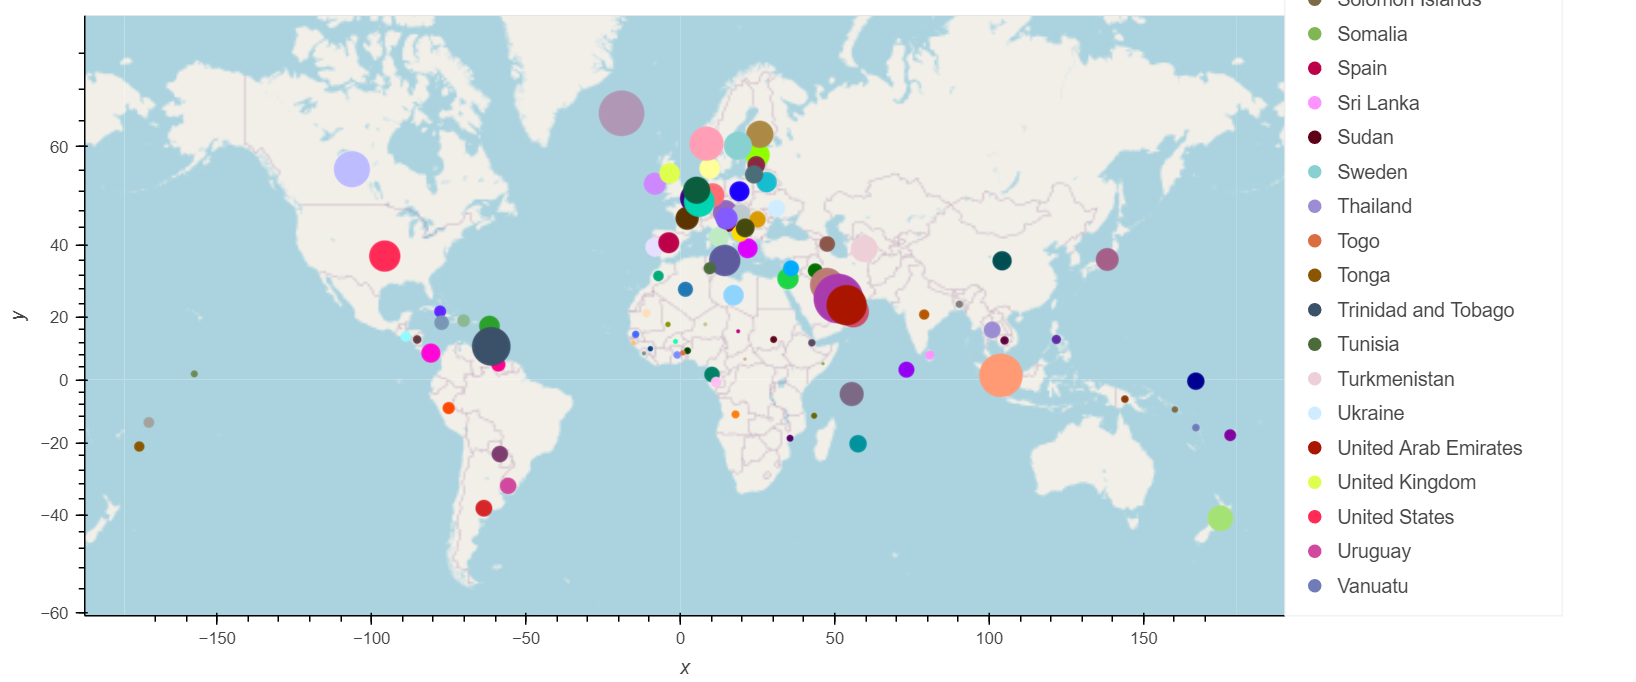 Solomon Islands
Somalia
Spain
Sri Lanka
Sudan
Sweden
Thailand
Togo
Tonga
Trinidad and Tobago
Tunisia
Turkmenistan
Ukraine
United Arab Emirates
United Kingdom
United States
Uruguay
Vanuatu
60
40
20
0
−20
−40
−60
y
−150
−100
−50
0
50
100
150
x